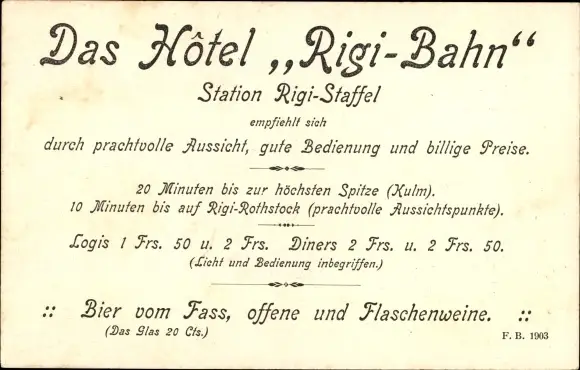 Das Hôtel „Rigi-Bahn“
Station Rigi-Staffel
empfiehlt sich
durch prachtvolle Aussicht, gute Bedienung und billige Preise.
20 Minuten bis zur höchsten Spitze (Kulm).
10 Minuten bis auf Rigi-Rothstock (prachtvolle Aussichtspunkte).
Logis 1 Frs. 50 u. 2 Frs. Diners 2 Frs. u. 2 Frs. 50.
(Licht und Bedienung inbegriffen.)
:: Bier vom Fass, offene und Flaschenweine. ::
(Das Glas 20 Cts.)
F. B. 1903